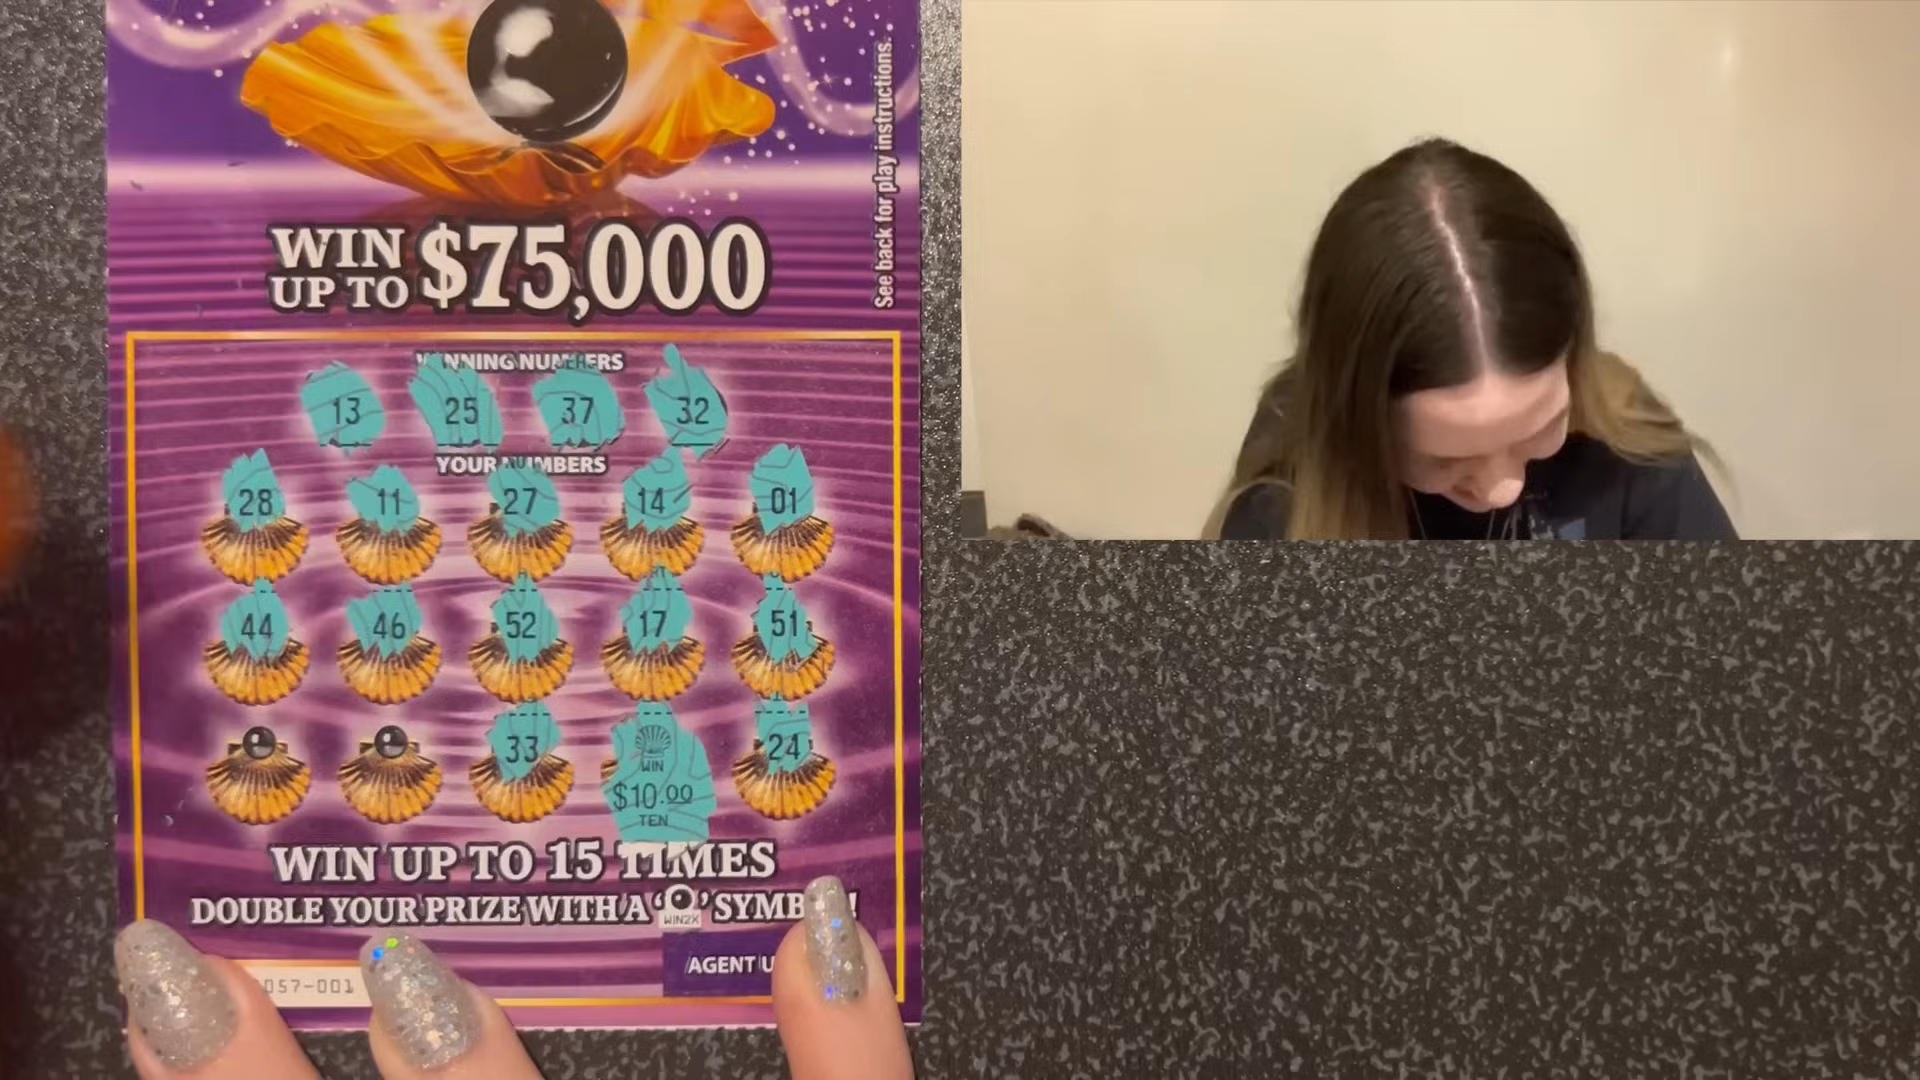 See back for play instructions.
WIN
UP TO
$75,000
WINNING NUMBERS
13 25 37 32
YOUR NUMBERS
28 11 27 14 01
44 46 52 17 51
33 WIN 24
$10.00
TEN
WIN UP TO 15 TIMES
DOUBLE YOUR PRIZE WITH A ' WIN2X '
057-001
AGENT